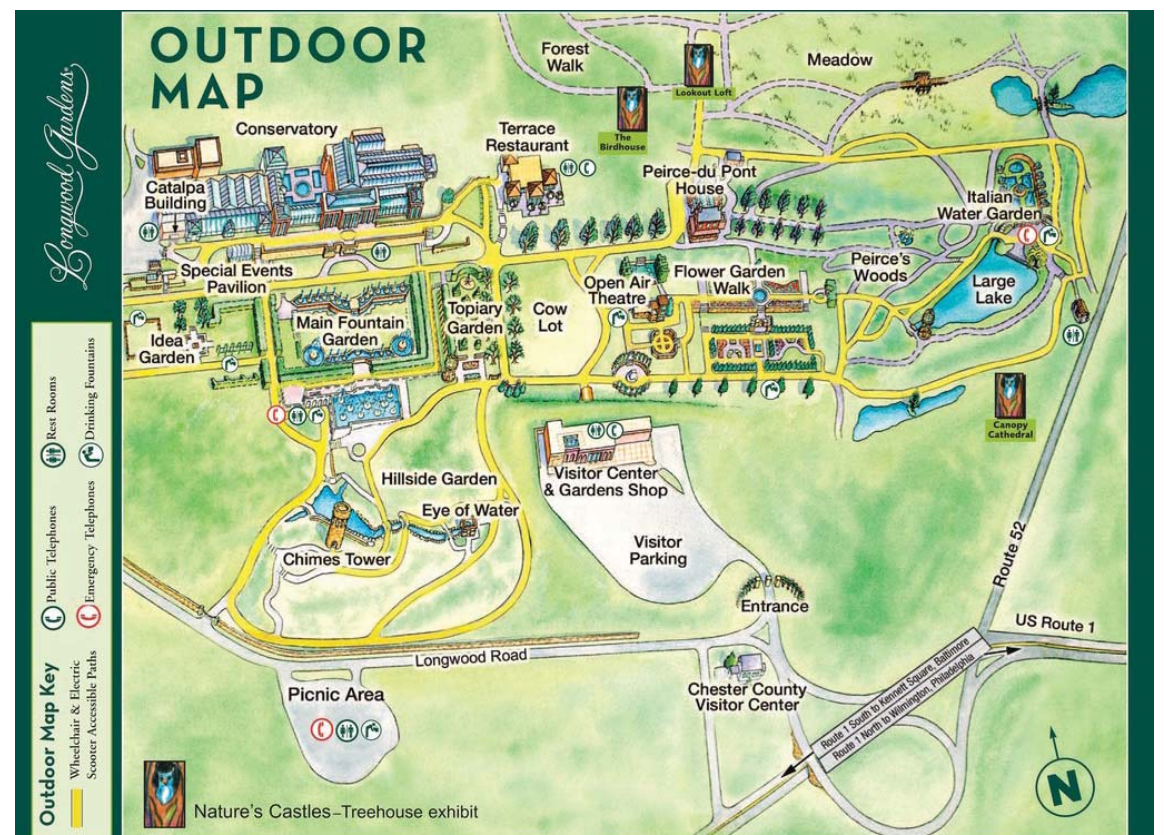 OUTDOOR
MAP
Longwood Gardens®
Forest
Walk
Lookout Loft
Meadow
The
Birdhouse
Conservatory
Terrace
Restaurant
Catalpa
Building
Peirce-du Pont
House
Italian
Water Garden
Special Events
Pavilion
Open Air
Theatre
Flower Garden
Walk
Peirce's
Woods
Large
Lake
Idea
Garden
Main Fountain
Garden
Topiary
Garden
Cow
Lot
Canopy
Cathedral
Hillside Garden
Visitor Center
& Gardens Shop
Eye of Water
Chimes Tower
Visitor
Parking
Entrance
Route 52
US Route 1
Longwood Road
Route 1 South to Kennett Square, Baltimore
Route 1 North to Wilmington, Philadelphia
Picnic Area
Chester County
Visitor Center
N
Nature's Castles–Treehouse exhibit
Outdoor Map Key
Wheelchair & Electric
Scooter Accessible Paths
Public Telephones
Emergency Telephones
Rest Rooms
Drinking Fountains